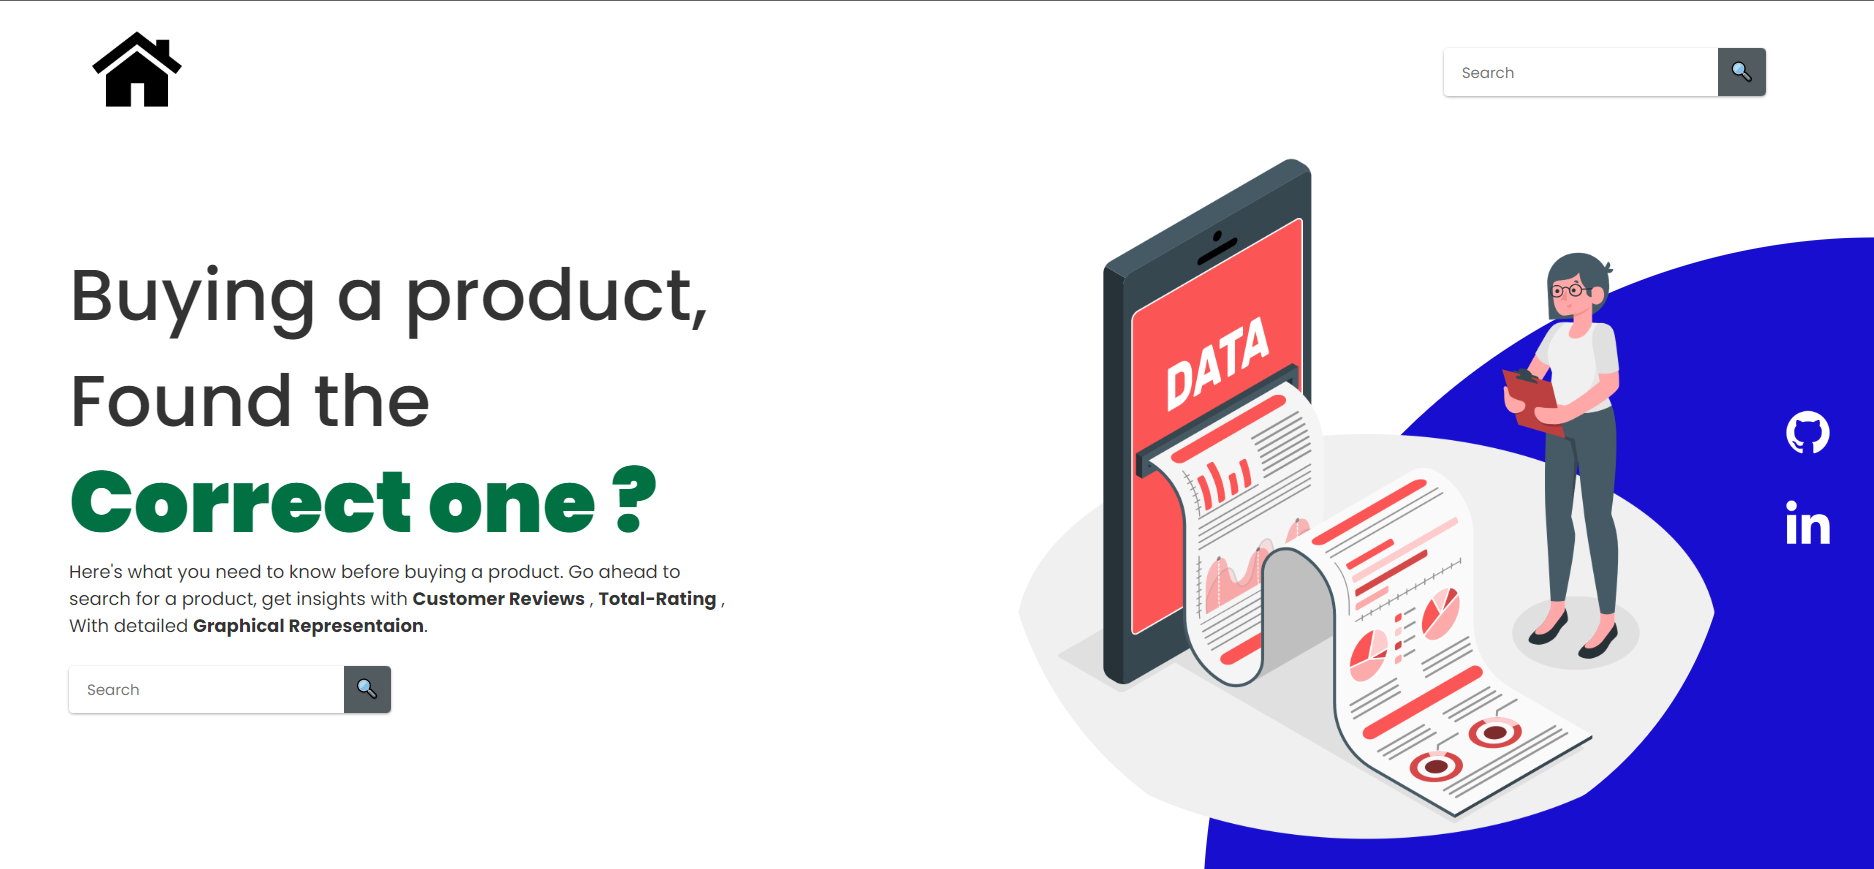 Search
Buying a product,
Found the
Correct one ?
Here's what you need to know before buying a product. Go ahead to
search for a product, get insights with Customer Reviews , Total-Rating ,
With detailed Graphical Representaion.
Search
DATA
in